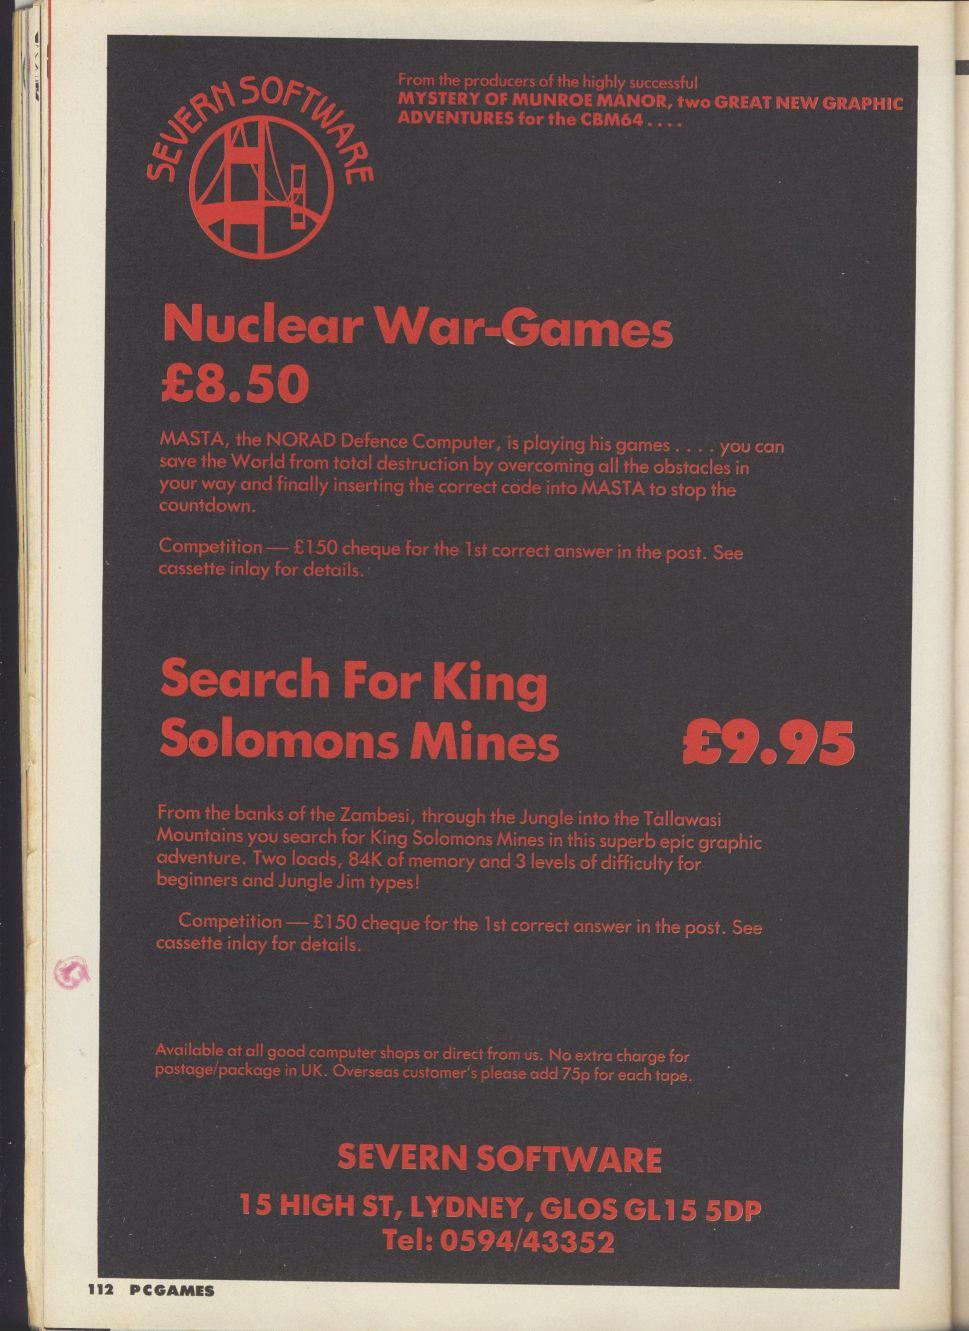 SEVERN SOFTWARE
From the producers of the highly successful
MYSTERY OF MUNROE MANOR, two GREAT NEW GRAPHIC
ADVENTURES for the CBM64 . . . .
Nuclear War-Games
£8.50
MASTA, the NORAD Defence Computer, is playing his games . . . . you can
save the World from total destruction by overcoming all the obstacles in
your way and finally inserting the correct code into MASTA to stop the
countdown.
Competition — £150 cheque for the 1st correct answer in the post. See
cassette inlay for details.
Search For King
Solomons Mines £9.95
From the banks of the Zambesi, through the Jungle into the Tallawasi
Mountains you search for King Solomons Mines in this superb epic graphic
adventure. Two loads, 84K of memory and 3 levels of difficulty for
beginners and Jungle Jim types!
Competition — £150 cheque for the 1st correct answer in the post. See
cassette inlay for details.
Available at all good computer shops or direct from us. No extra charge for
postage/package in UK. Overseas customer's please add 75p for each tape.
SEVERN SOFTWARE
15 HIGH ST, LYDNEY, GLOS GL15 5DP
Tel: 0594/43352
112 PCGAMES